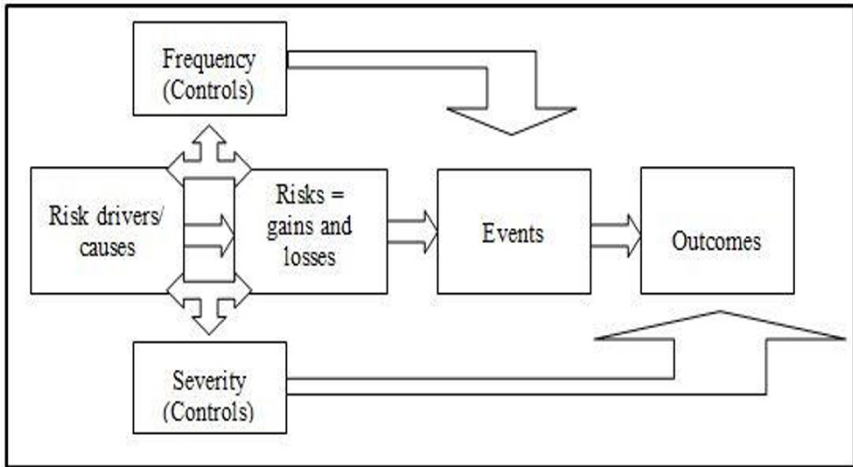 Frequency
(Controls)
Risk drivers/
causes
Risks =
gains and
losses
Events
Outcomes
Severity
(Controls)